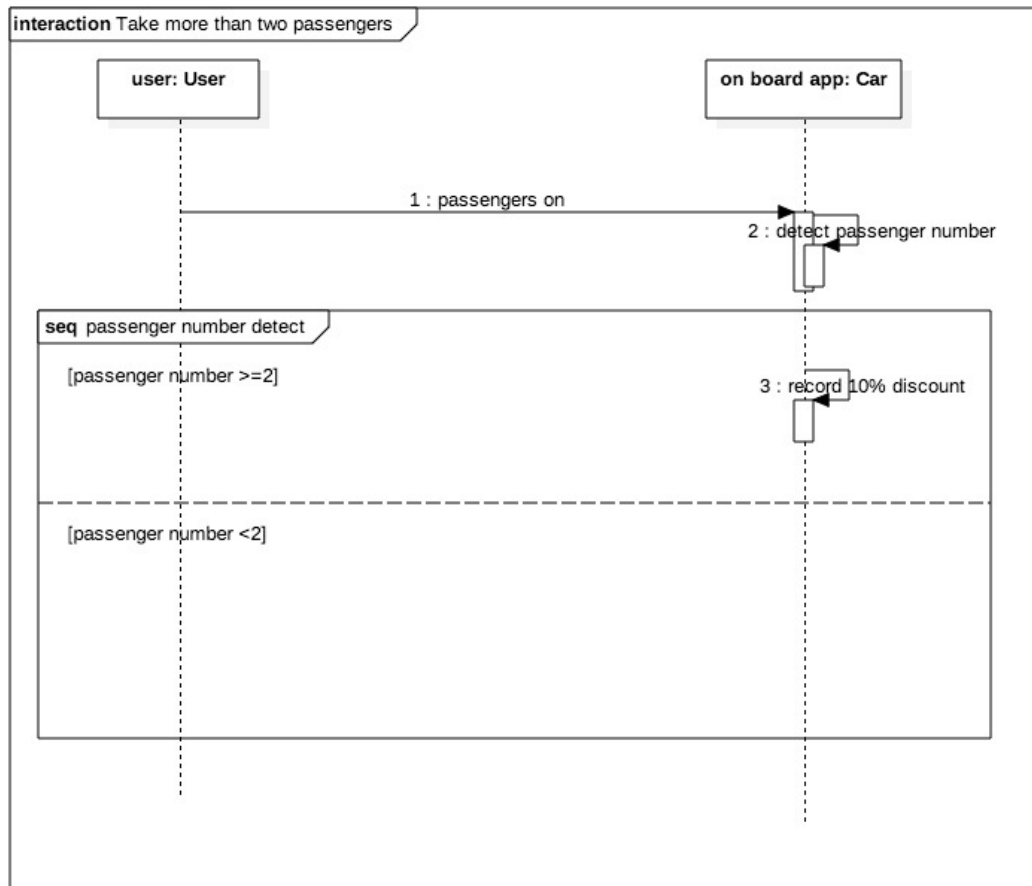 interaction Take more than two passengers
user: User
on board app: Car
1 : passengers on
2 : detect passenger number
seq passenger number detect
[passenger number >=2]
3 : record 10% discount
[passenger number <2]